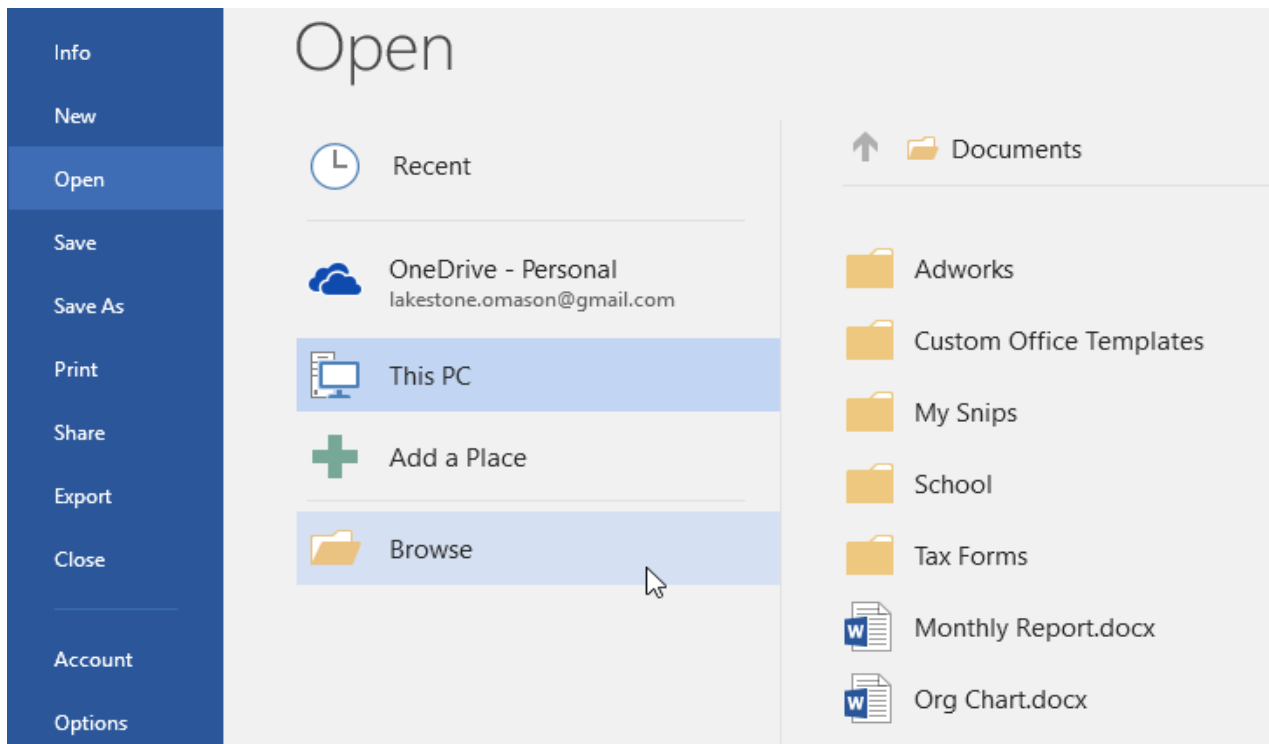 Info
New
Open
Save
Save As
Print
Share
Export
Close
Account
Options
Open
Recent
OneDrive - Personal
lakestone.omason@gmail.com
This PC
Add a Place
Browse
Documents
Adworks
Custom Office Templates
My Snips
School
Tax Forms
W Monthly Report.docx
W Org Chart.docx